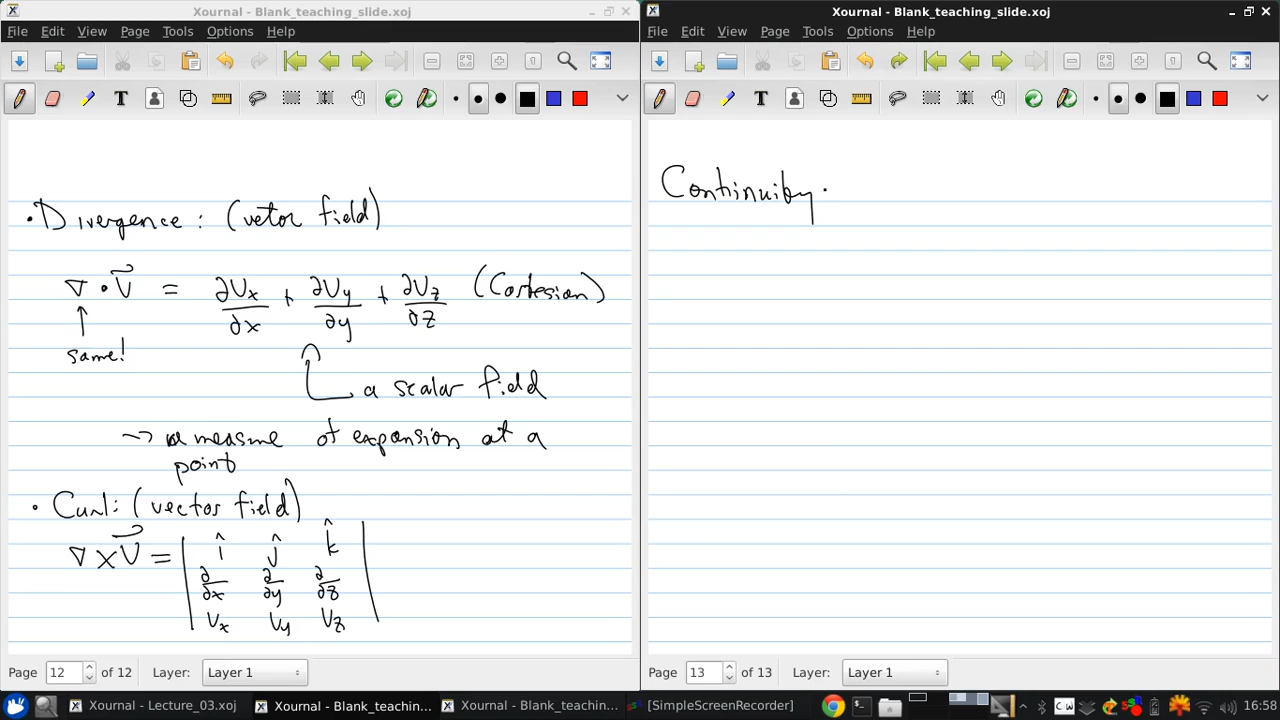 Xournal - Blank_teaching_slide.xoj
File Edit View Page Tools Options Help
• Divergence : (vetor field)
∇ • V⃗ = ∂Vx/∂x + ∂Vy/∂y + ∂Vz/∂z (Cartesian)
same!
a scalar field
→ a measure of expansion at a
point
• Curl: (vector field)
∇ × V⃗ = | î ĵ k̂ |
∂/∂x ∂/∂y ∂/∂z
Vx Vy Vz
Page 12 of 12 Layer: Layer 1
Xournal - Blank_teaching_slide.xoj
File Edit View Page Tools Options Help
Continuity •
Page 13 of 13 Layer: Layer 1
Xournal - Lecture_03.xoj Xournal - Blank_teachin... Xournal - Blank_teachin... [SimpleScreenRecorder] 16:58